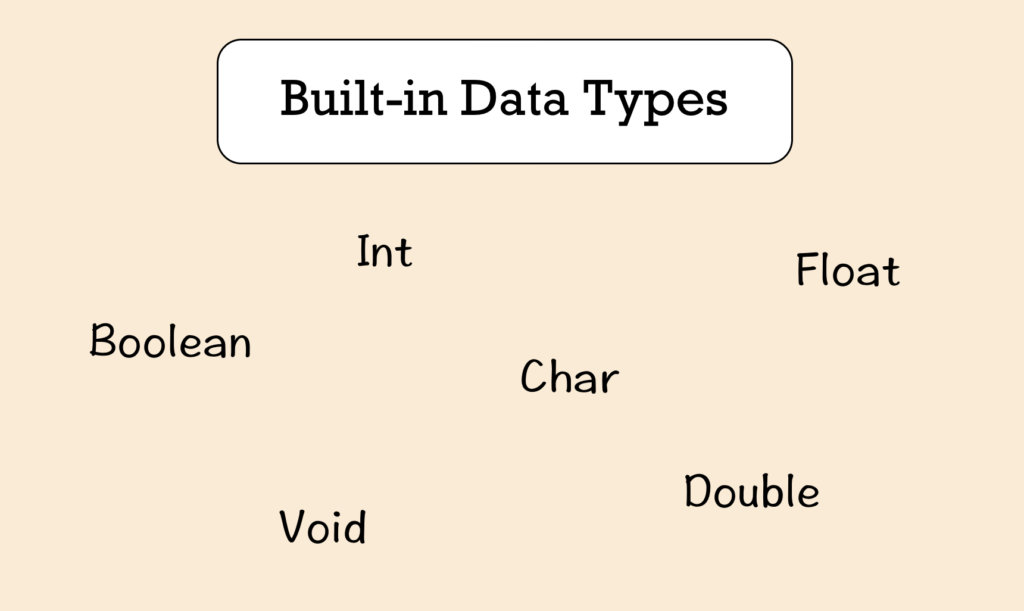 Built-in Data Types
Int
Float
Boolean
Char
Double
Void